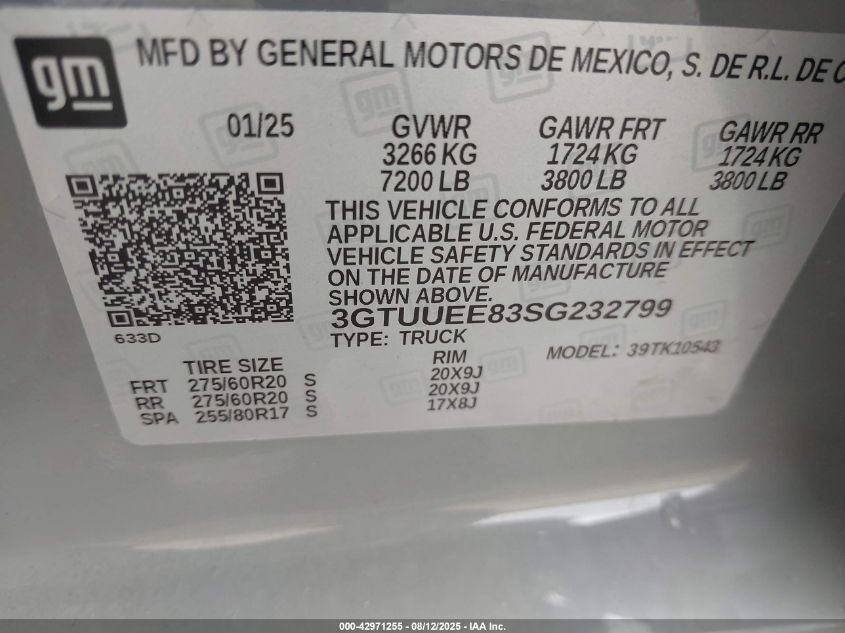 gm
MFD BY GENERAL MOTORS DE MEXICO, S. DE R.L. DE C
01/25 GVWR GAWR FRT GAWR RR
3266 KG 1724 KG 1724 KG
7200 LB 3800 LB 3800 LB
THIS VEHICLE CONFORMS TO ALL
APPLICABLE U.S. FEDERAL MOTOR
VEHICLE SAFETY STANDARDS IN EFFECT
ON THE DATE OF MANUFACTURE
SHOWN ABOVE.
3GTUUEE83SG232799
633D
TYPE: TRUCK
MODEL: 39TK10543
TIRE SIZE RIM
FRT 275/60R20 S 20X9J
RR 275/60R20 S 20X9J
SPA 255/80R17 S 17X8J
000-42971255 - 08/12/2025 - IAA Inc.